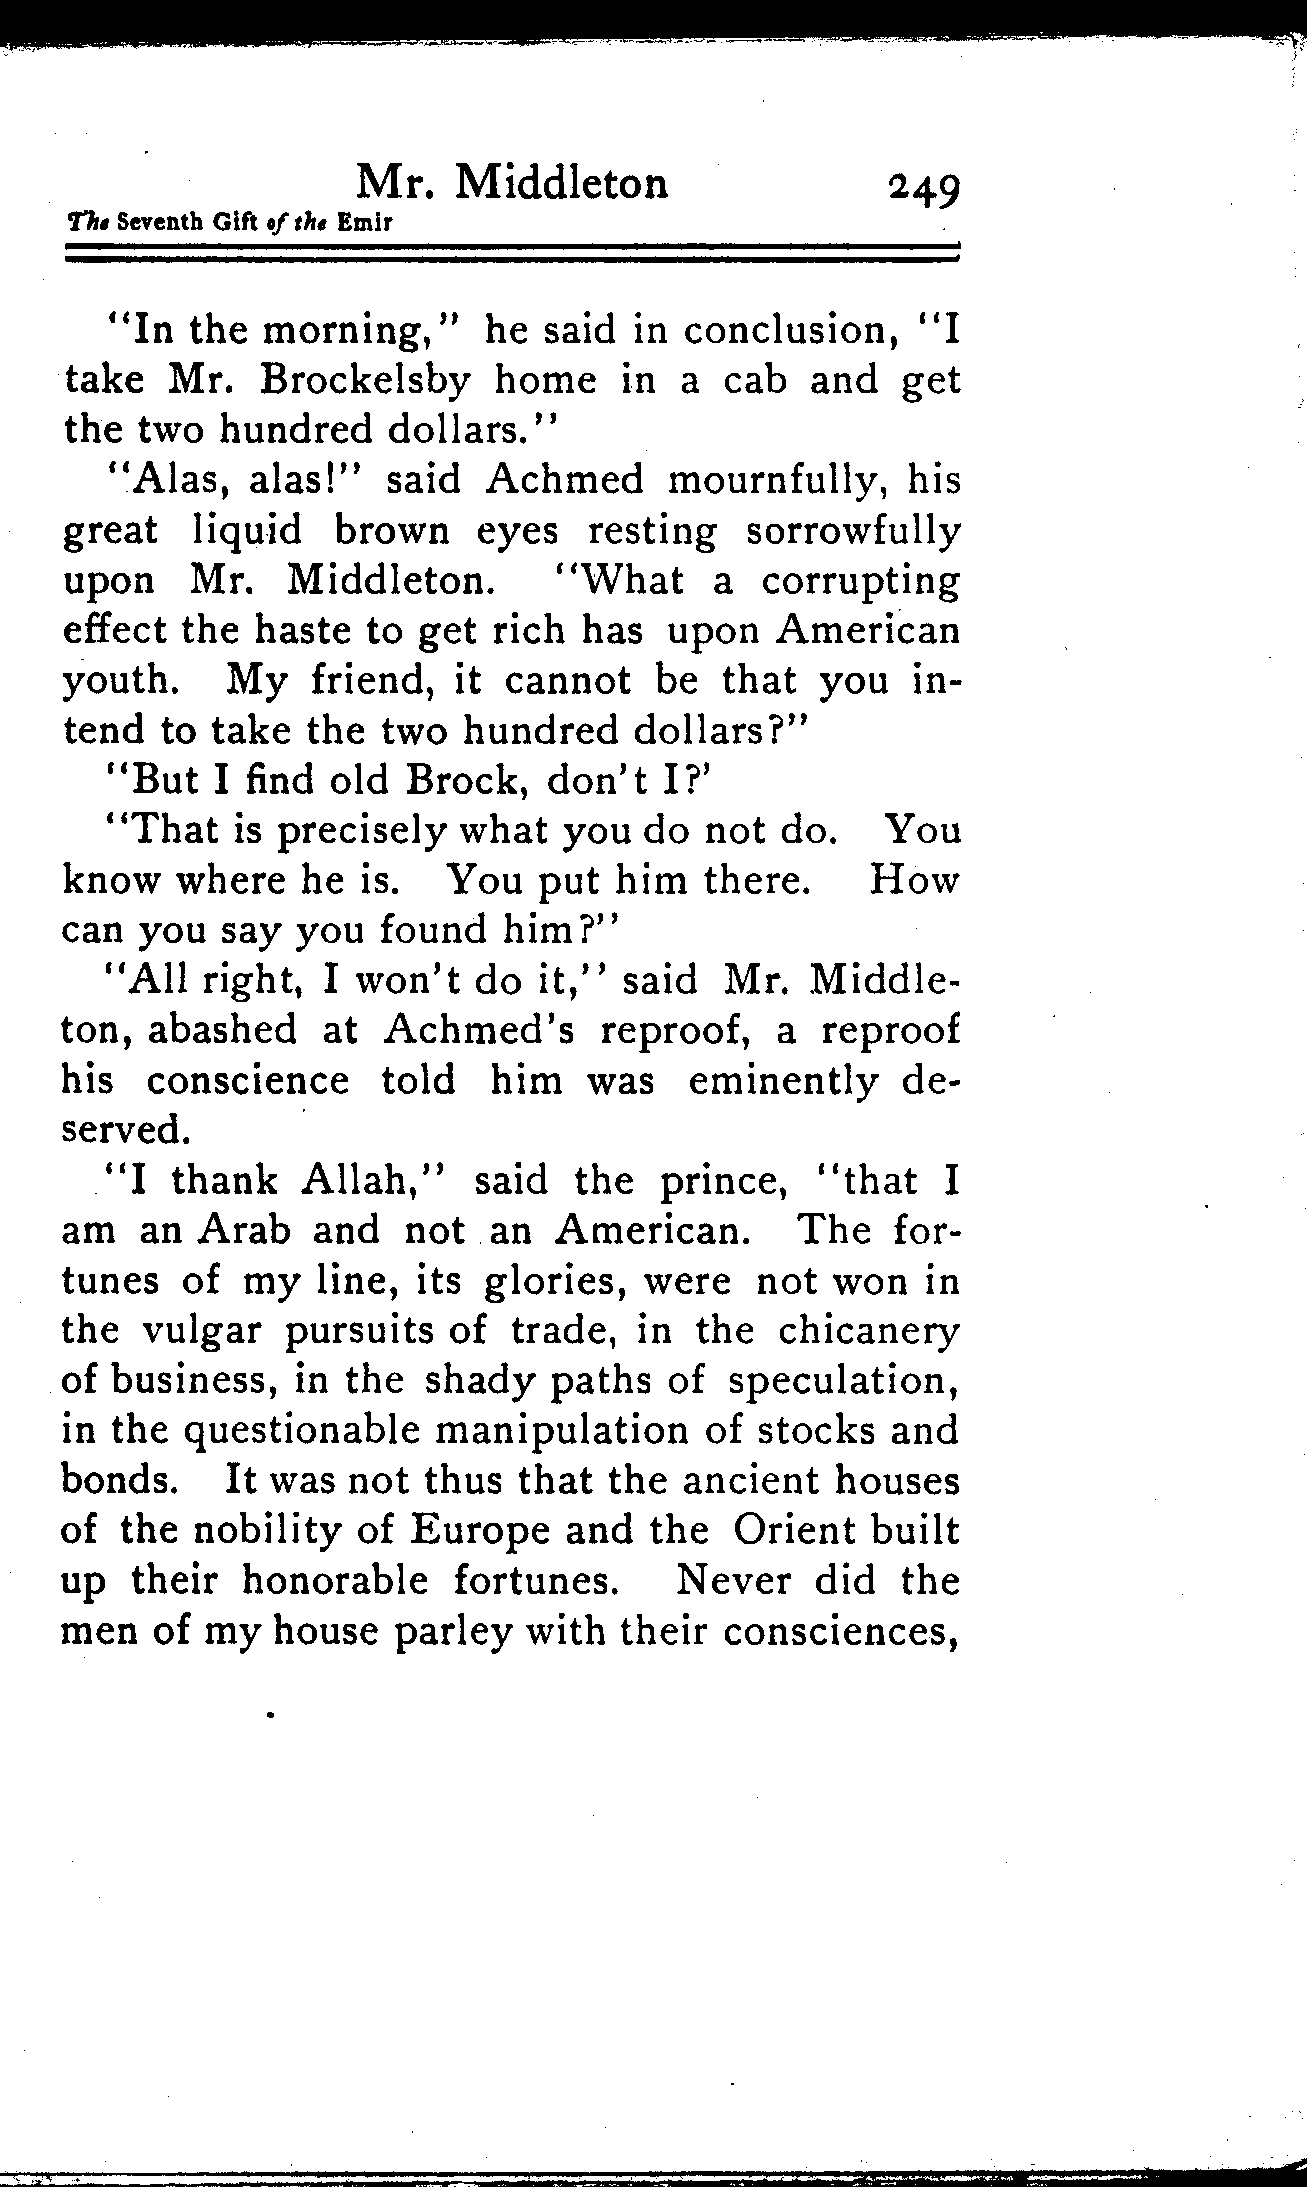 Mr. Middleton 249
The Seventh Gift of the Emir
"In the morning," he said in conclusion, "I
take Mr. Brockelsby home in a cab and get
the two hundred dollars."
"Alas, alas!" said Achmed mournfully, his
great liquid brown eyes resting sorrowfully
upon Mr. Middleton. "What a corrupting
effect the haste to get rich has upon American
youth. My friend, it cannot be that you in-
tend to take the two hundred dollars?"
"But I find old Brock, don't I?'
"That is precisely what you do not do. You
know where he is. You put him there. How
can you say you found him?"
"All right, I won't do it," said Mr. Middle-
ton, abashed at Achmed's reproof, a reproof
his conscience told him was eminently de-
served.
"I thank Allah," said the prince, "that I
am an Arab and not an American. The for-
tunes of my line, its glories, were not won in
the vulgar pursuits of trade, in the chicanery
of business, in the shady paths of speculation,
in the questionable manipulation of stocks and
bonds. It was not thus that the ancient houses
of the nobility of Europe and the Orient built
up their honorable fortunes. Never did the
men of my house parley with their consciences,